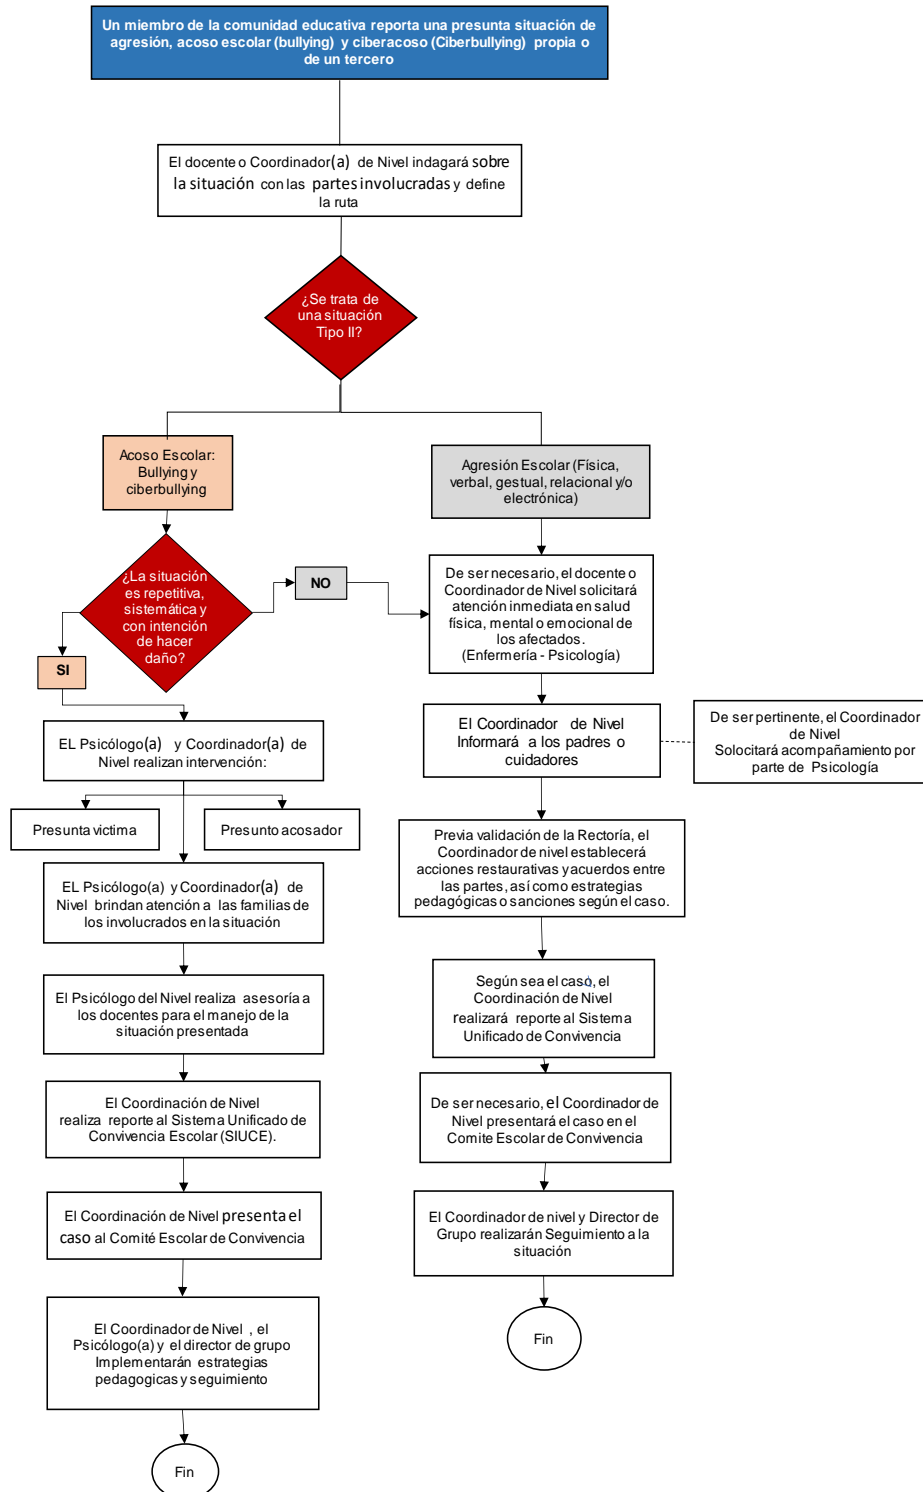 Un miembro de la comunidad educativa reporta una presunta situación de
agresión, acoso escolar (bullying) y ciberacoso (Ciberbullying) propia o
de un tercero
El docente o Coordinador(a) de Nivel indagará sobre
la situación con las partes involucradas y define
la ruta
¿Se trata de
una situación
Tipo II?
Acoso Escolar:
Bullying y
ciberbullying
Agresión Escolar (Física,
verbal, gestual, relacional y/o
electrónica)
¿La situación
es repetitiva,
sistemática y
con intención
de hacer
daño?
NO
SI
De ser necesario, el docente o
Coordinador de Nivel solicitará
atención inmediata en salud
física, mental o emocional de
los afectados.
(Enfermería - Psicología)
EL Psicólogo(a) y Coordinador(a) de
Nivel realizan intervención:
El Coordinador de Nivel
Informará a los padres o
cuidadores
De ser pertinente, el Coordinador
de Nivel
Solocitará acompañamiento por
parte de Psicología
Presunta victima
Presunto acosador
Previa validación de la Rectoría, el
Coordinador de nivel establecerá
acciones restaurativas y acuerdos entre
las partes, así como estrategias
pedagógicas o sanciones según el caso.
EL Psicólogo(a) y Coordinador(a) de
Nivel brindan atención a las familias de
los involucrados en la situación
El Psicólogo del Nivel realiza asesoría a
los docentes para el manejo de la
situación presentada
Según sea el caso, el
Coordinación de Nivel
realizará reporte al Sistema
Unificado de Convivencia
El Coordinación de Nivel
realiza reporte al Sistema Unificado de
Convivencia Escolar (SIUCE).
De ser necesario, el Coordinador de
Nivel presentará el caso en el
Comite Escolar de Convivencia
El Coordinación de Nivel presenta el
caso al Comité Escolar de Convivencia
El Coordinador de nivel y Director de
Grupo realizarán Seguimiento a la
situación
El Coordinador de Nivel , el
Psicólogo(a) y el director de grupo
Implementarán estrategias
pedagogicas y seguimiento
Fin
Fin